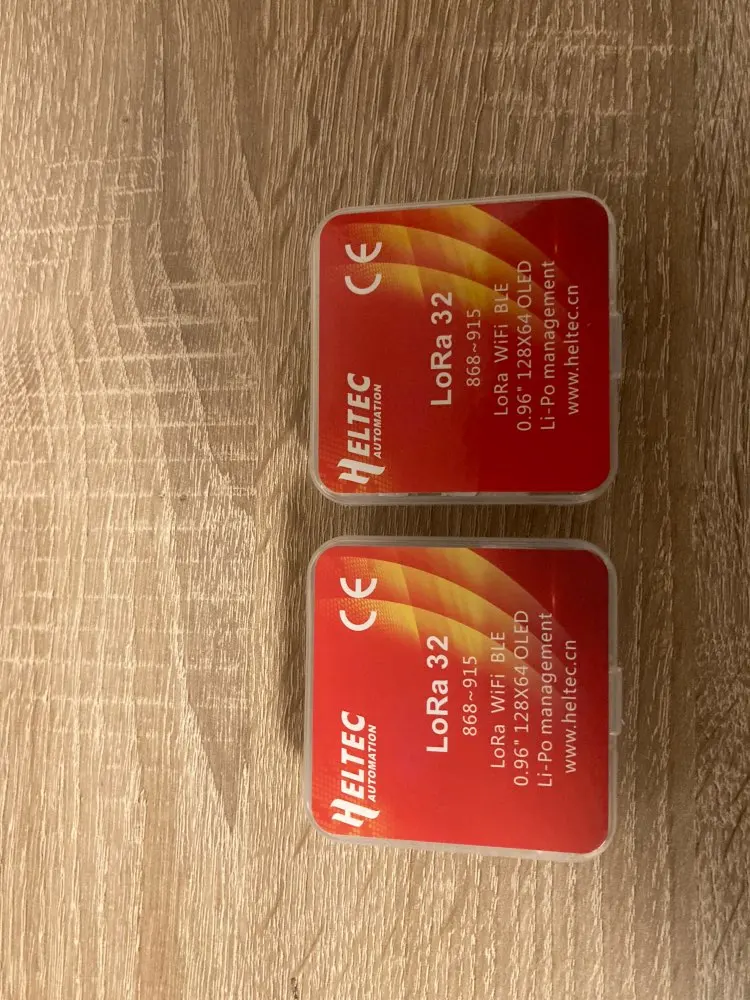 HELTEC
AUTOMATION
CE
LoRa 32
868~915
LoRa WiFi BLE
0.96" 128X64 OLED
Li-Po management
www.heltec.cn
HELTEC
AUTOMATION
CE
LoRa 32
868~915
LoRa WiFi BLE
0.96" 128X64 OLED
Li-Po management
www.heltec.cn